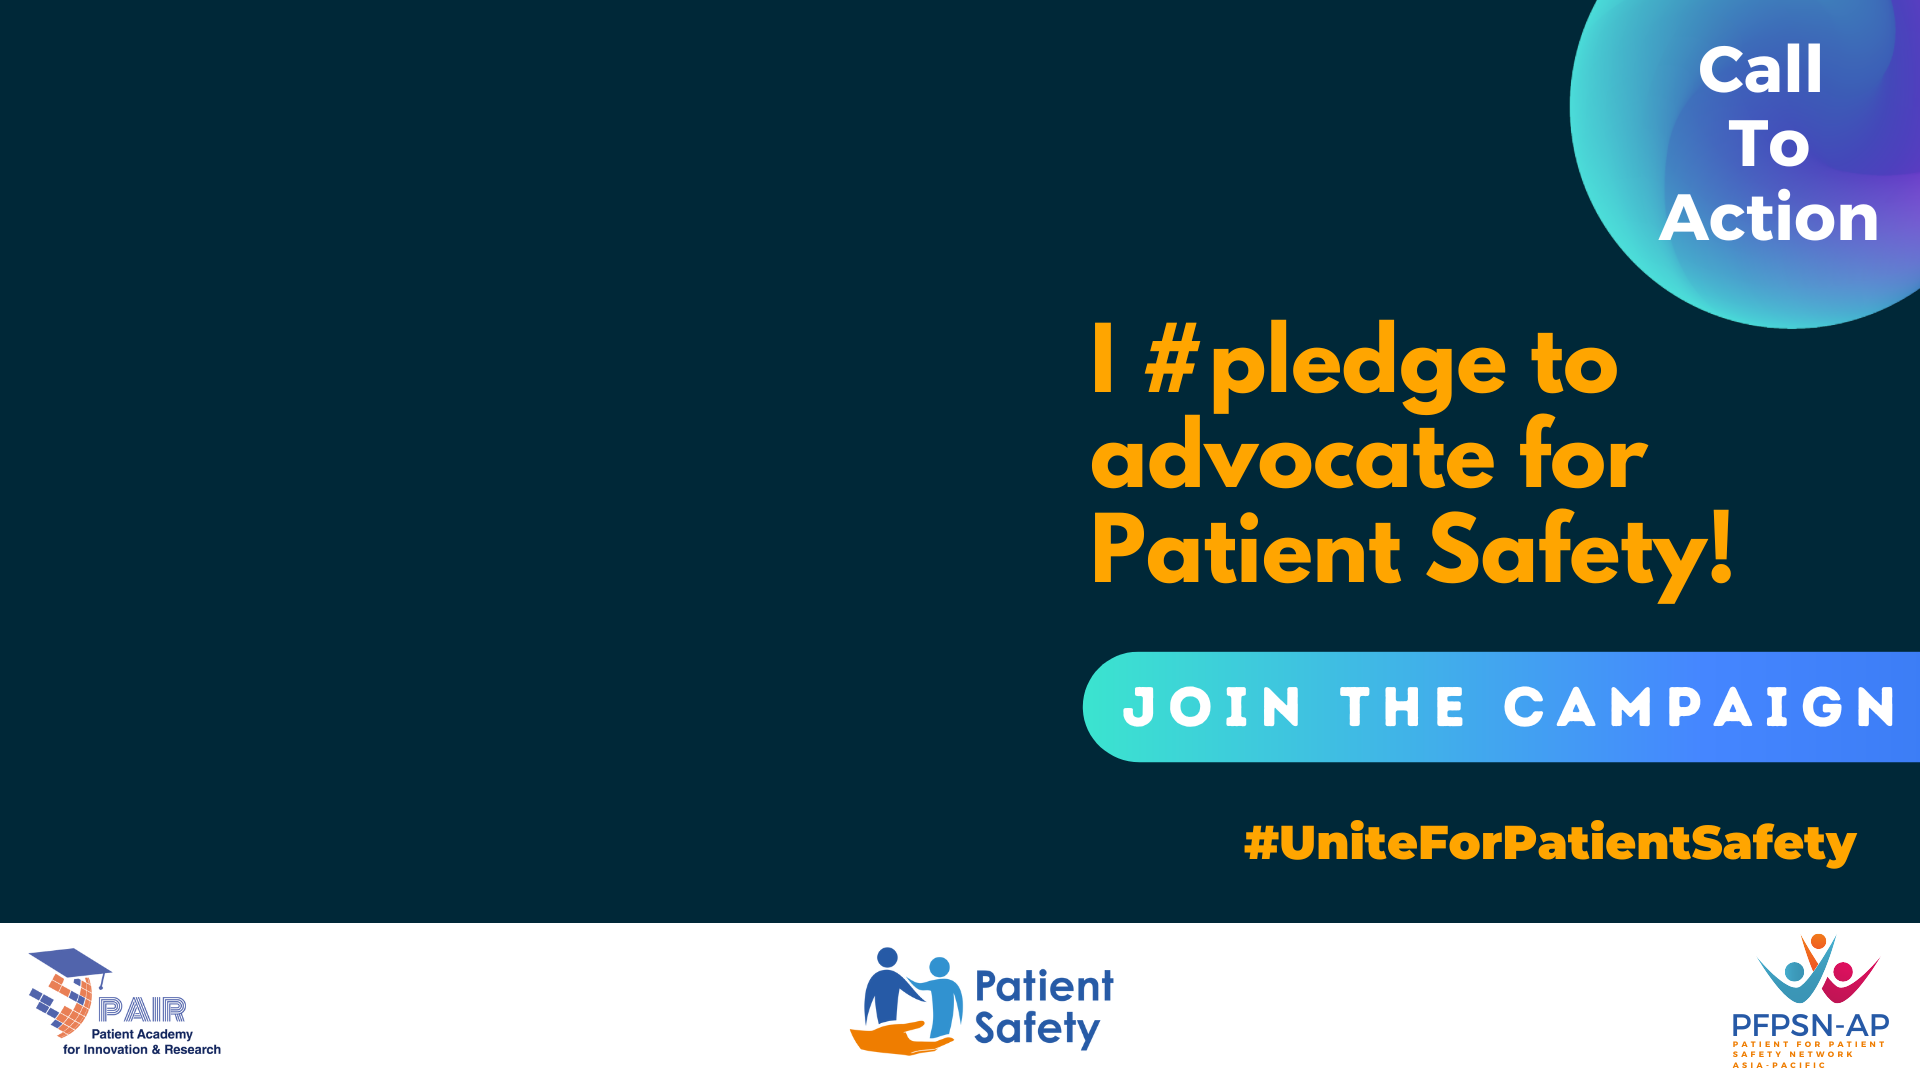 Call
To
Action
I #pledge to
advocate for
Patient Safety!
JOIN THE CAMPAIGN
#UniteForPatientSafety
PAIR
Patient Academy
for Innovation & Research
Patient
Safety
PFPSN-AP
PATIENT FOR PATIENT
SAFETY NETWORK
ASIA-PACIFIC